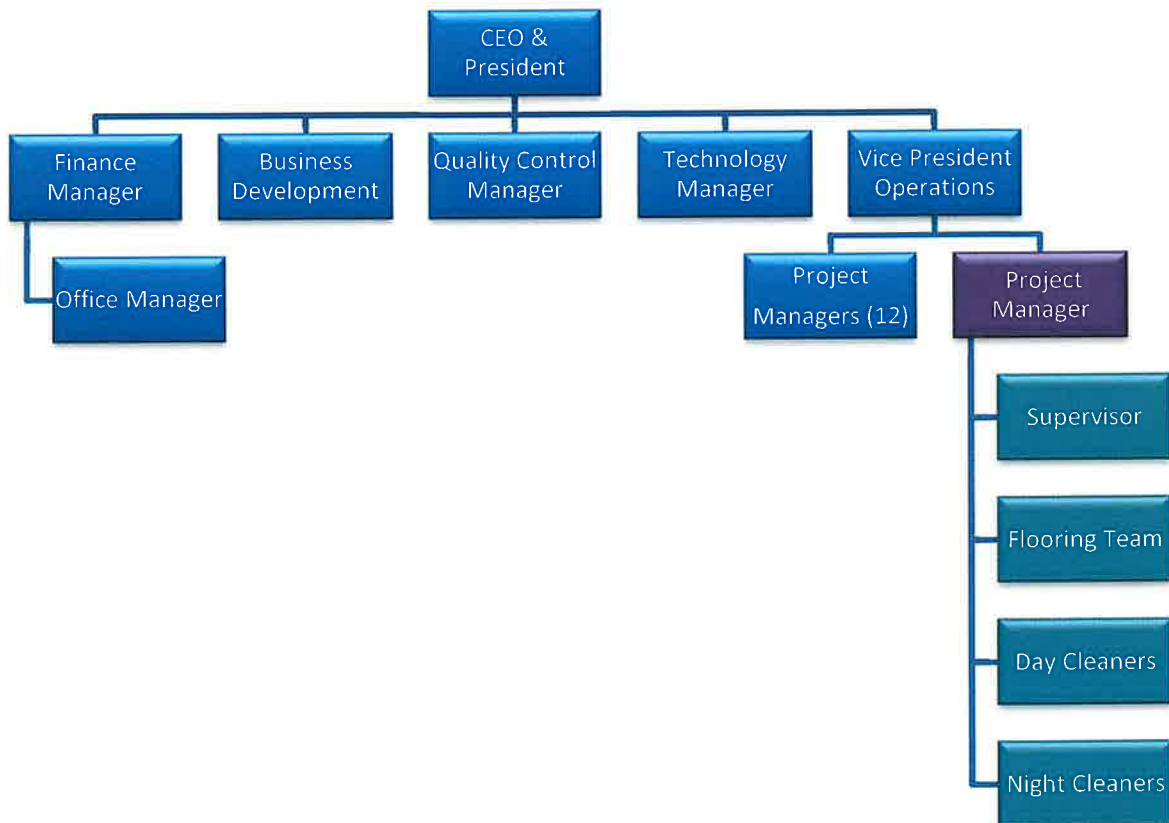 CEO &
President
Finance
Manager
Business
Development
Quality Control
Manager
Technology
Manager
Vice President
Operations
Office Manager
Project
Managers (12)
Project
Manager
Supervisor
Flooring Team
Day Cleaners
Night Cleaners